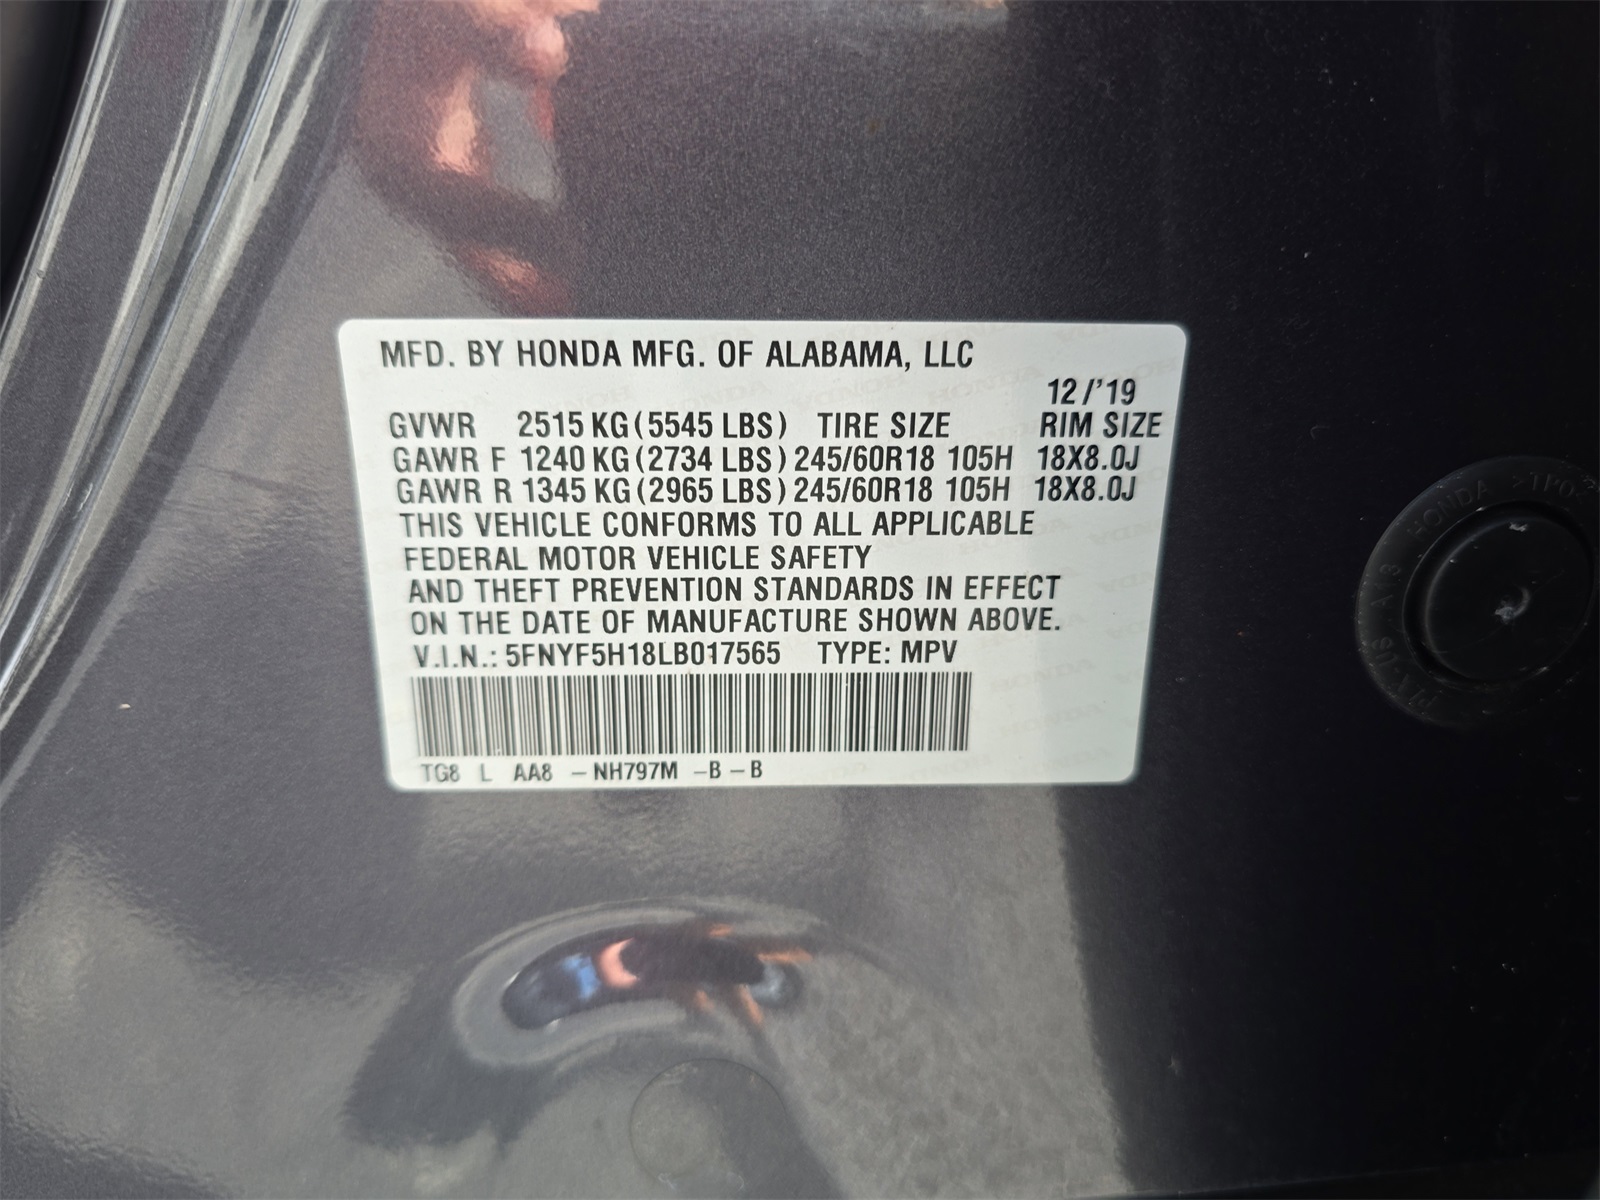 MFD. BY HONDA MFG. OF ALABAMA, LLC
12/'19
GVWR 2515 KG (5545 LBS) TIRE SIZE RIM SIZE
GAWR F 1240 KG (2734 LBS) 245/60R18 105H 18X8.0J
GAWR R 1345 KG (2965 LBS) 245/60R18 105H 18X8.0J
THIS VEHICLE CONFORMS TO ALL APPLICABLE
FEDERAL MOTOR VEHICLE SAFETY
AND THEFT PREVENTION STANDARDS IN EFFECT
ON THE DATE OF MANUFACTURE SHOWN ABOVE.
V.I.N.: 5FNYF5H18LB017565 TYPE: MPV
TG8 L AA8 -NH797M -B-B
HONDA